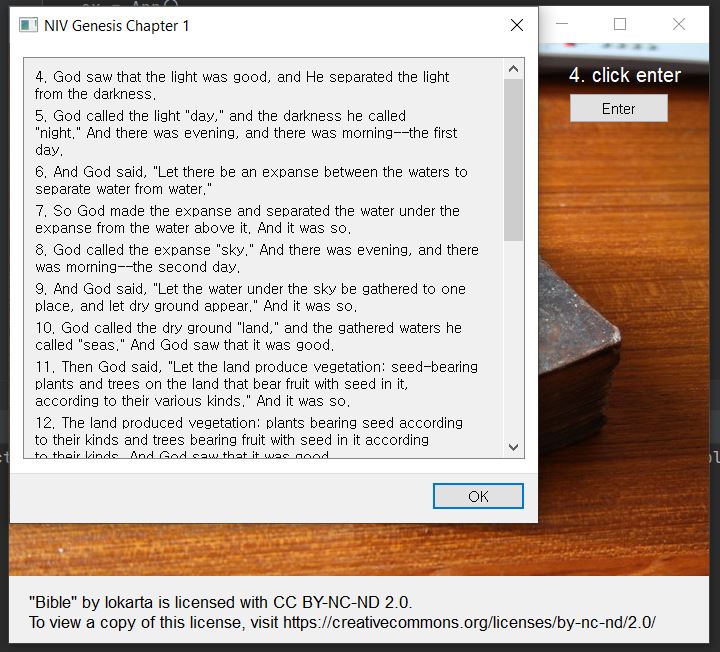 NIV Genesis Chapter 1
4. God saw that the light was good, and He separated the light
from the darkness.
5. God called the light "day," and the darkness he called
"night." And there was evening, and there was morning--the first
day.
6. And God said, "Let there be an expanse between the waters to
separate water from water."
7. So God made the expanse and separated the water under the
expanse from the water above it. And it was so.
8. God called the expanse "sky." And there was evening, and there
was morning--the second day.
9. And God said, "Let the water under the sky be gathered to one
place, and let dry ground appear." And it was so.
10. God called the dry ground "land," and the gathered waters he
called "seas." And God saw that it was good.
11. Then God said, "Let the land produce vegetation: seed-bearing
plants and trees on the land that bear fruit with seed in it,
according to their various kinds." And it was so.
12. The land produced vegetation: plants bearing seed according
to their kinds and trees bearing fruit with seed in it according
to their kinds. And God saw that it was good.
OK
4. click enter
Enter
"Bible" by lokarta is licensed with CC BY-NC-ND 2.0.
To view a copy of this license, visit https://creativecommons.org/licenses/by-nc-nd/2.0/